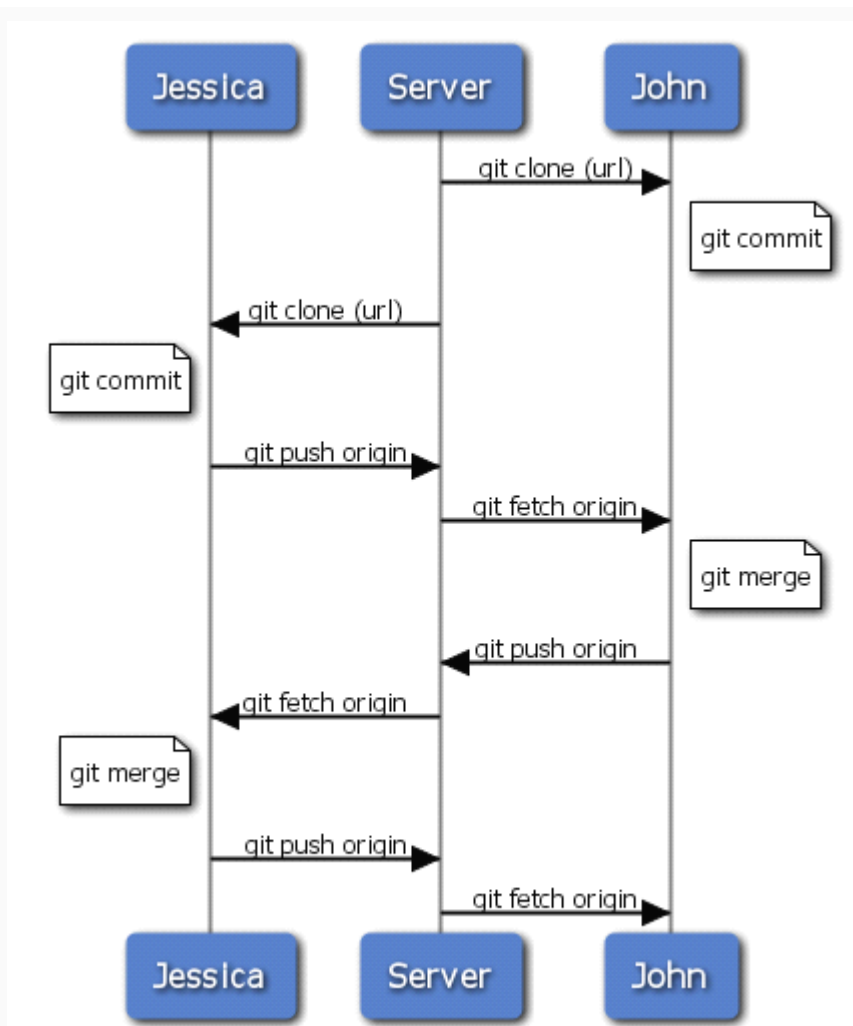 Jessica
Server
John
git clone (url)
git commit
git clone (url)
git commit
git push origin
git fetch origin
git merge
git push origin
git fetch origin
git merge
git push origin
git fetch origin
Jessica
Server
John